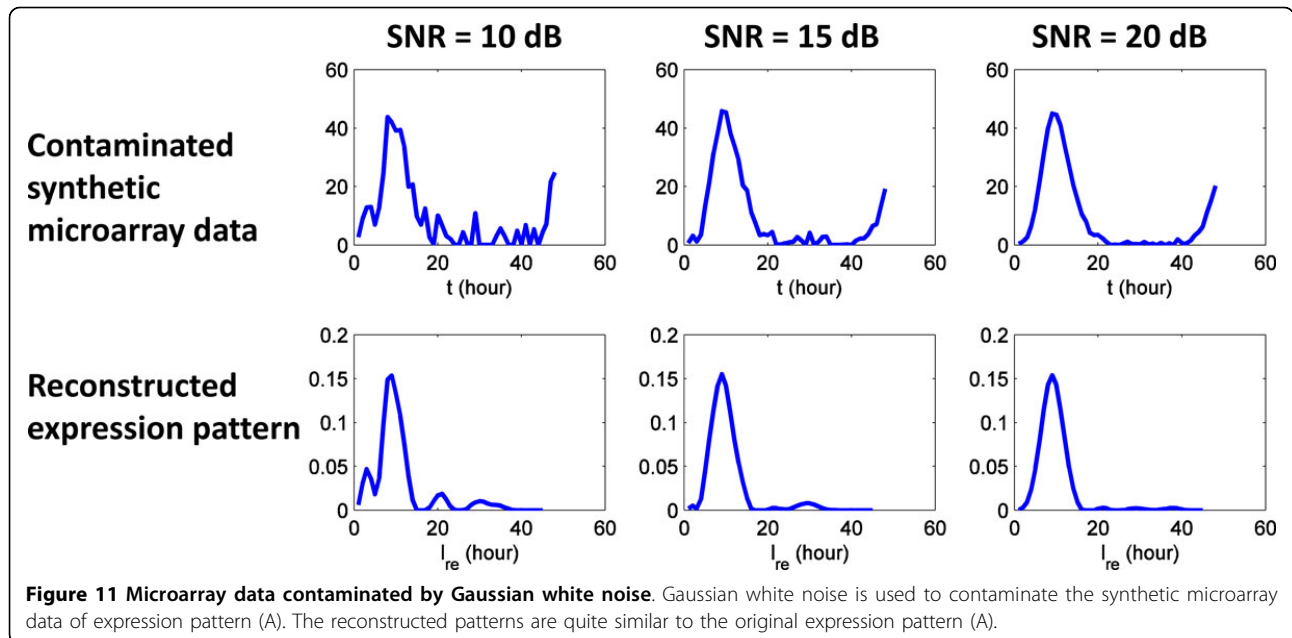 SNR = 10 dB SNR = 15 dB SNR = 20 dB
Contaminated
synthetic
microarray data
60
40
20
0
0 20 40 60
t (hour)
60
40
20
0
0 20 40 60
t (hour)
60
40
20
0
0 20 40 60
t (hour)
Reconstructed
expression pattern
0.2
0.15
0.1
0.05
0
0 20 40 60
I_re (hour)
0.2
0.15
0.1
0.05
0
0 20 40 60
I_re (hour)
0.2
0.15
0.1
0.05
0
0 20 40 60
I_re (hour)
Figure 11 Microarray data contaminated by Gaussian white noise. Gaussian white noise is used to contaminate the synthetic microarray
data of expression pattern (A). The reconstructed patterns are quite similar to the original expression pattern (A).